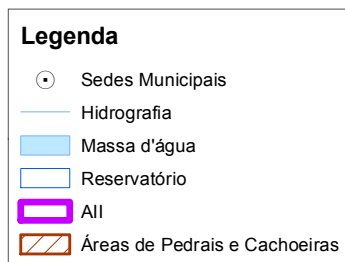 Legenda
Sedes Municipais
Hidrografia
Massa d'água
Reservatório
AII
Áreas de Pedrais e Cachoeiras